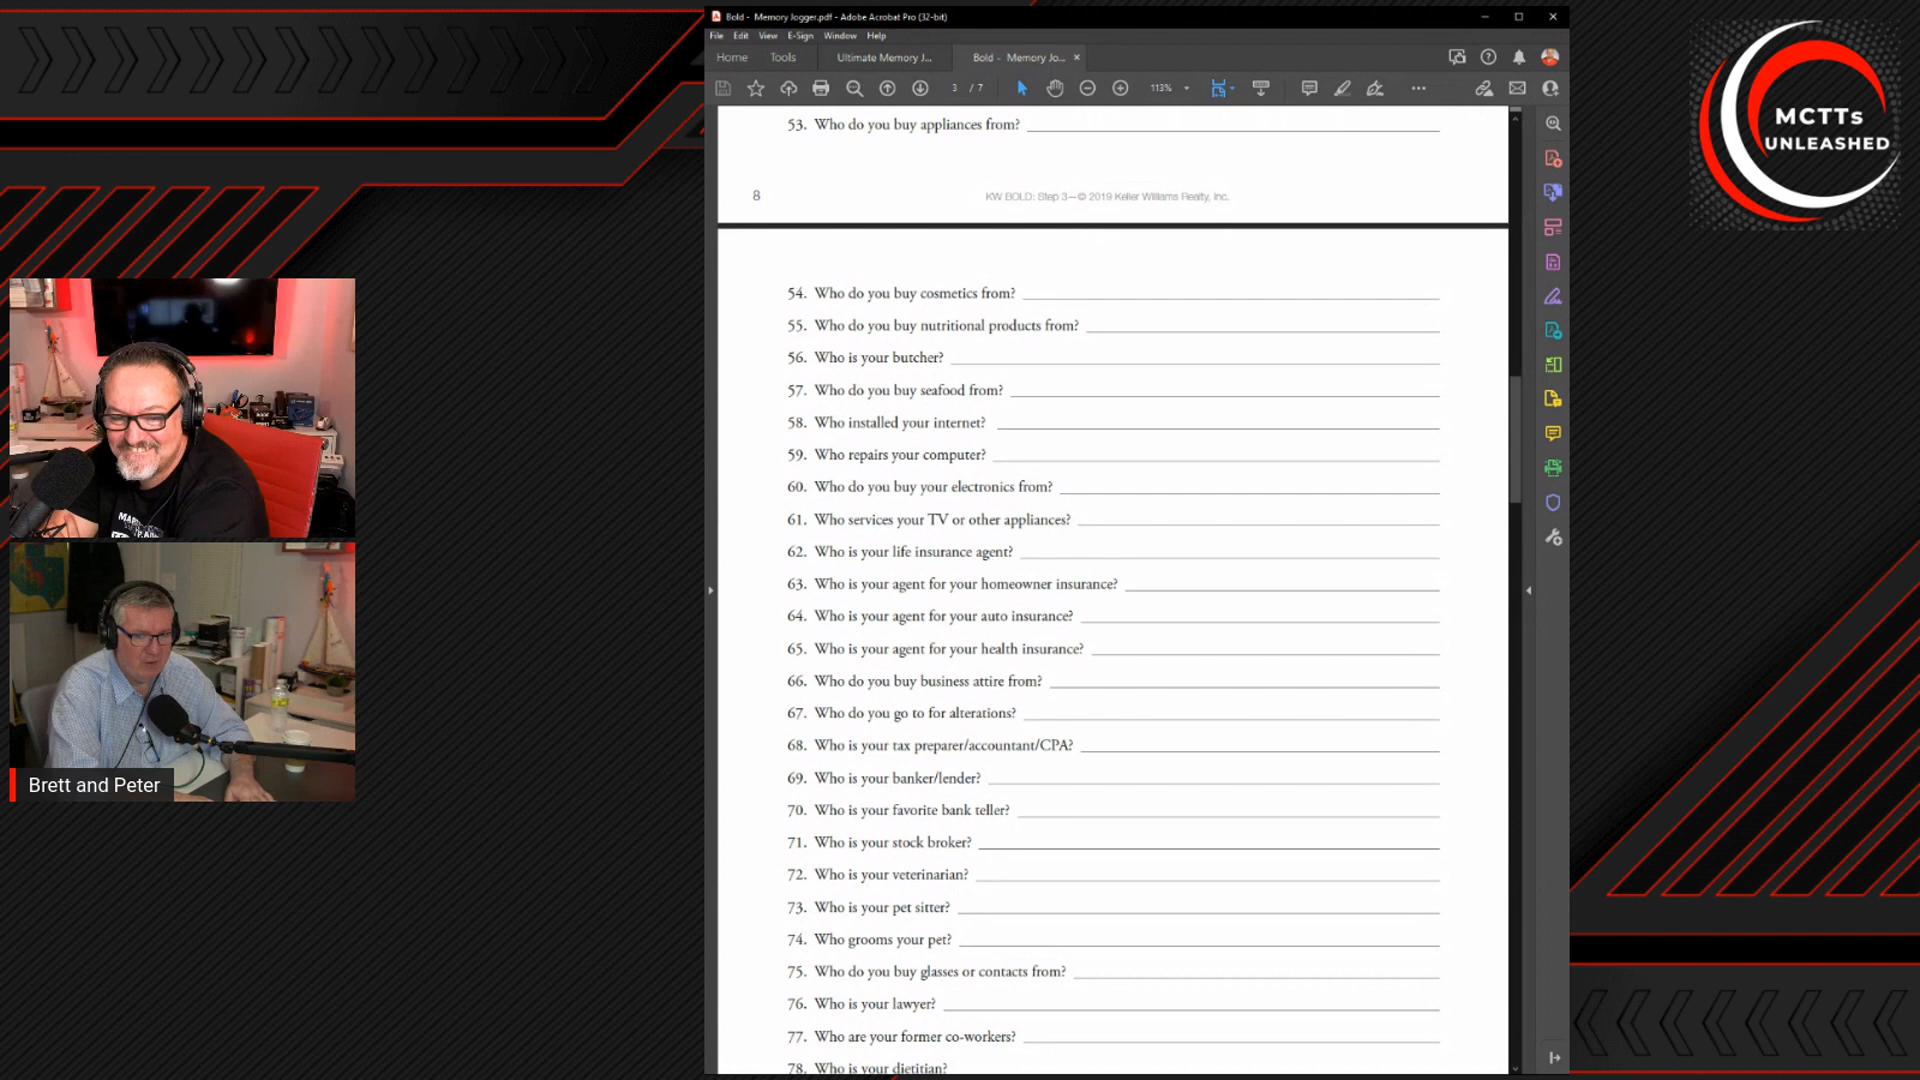 Bold - Memory Jogger.pdf - Adobe Acrobat Pro (32-bit)
File Edit View E-Sign Window Help
Home Tools Ultimate Memory J... Bold - Memory Jo... ×
3 / 7 113%
53. Who do you buy appliances from?
8 KW BOLD: Step 3—© 2019 Keller Williams Realty, Inc.
54. Who do you buy cosmetics from?
55. Who do you buy nutritional products from?
56. Who is your butcher?
57. Who do you buy seafood from?
58. Who installed your internet?
59. Who repairs your computer?
60. Who do you buy your electronics from?
61. Who services your TV or other appliances?
62. Who is your life insurance agent?
63. Who is your agent for your homeowner insurance?
64. Who is your agent for your auto insurance?
65. Who is your agent for your health insurance?
66. Who do you buy business attire from?
67. Who do you go to for alterations?
68. Who is your tax preparer/accountant/CPA?
69. Who is your banker/lender?
70. Who is your favorite bank teller?
71. Who is your stock broker?
72. Who is your veterinarian?
73. Who is your pet sitter?
74. Who grooms your pet?
75. Who do you buy glasses or contacts from?
76. Who is your lawyer?
77. Who are your former co-workers?
78. Who is your dietitian?
MCTTs
UNLEASHED
Brett and Peter